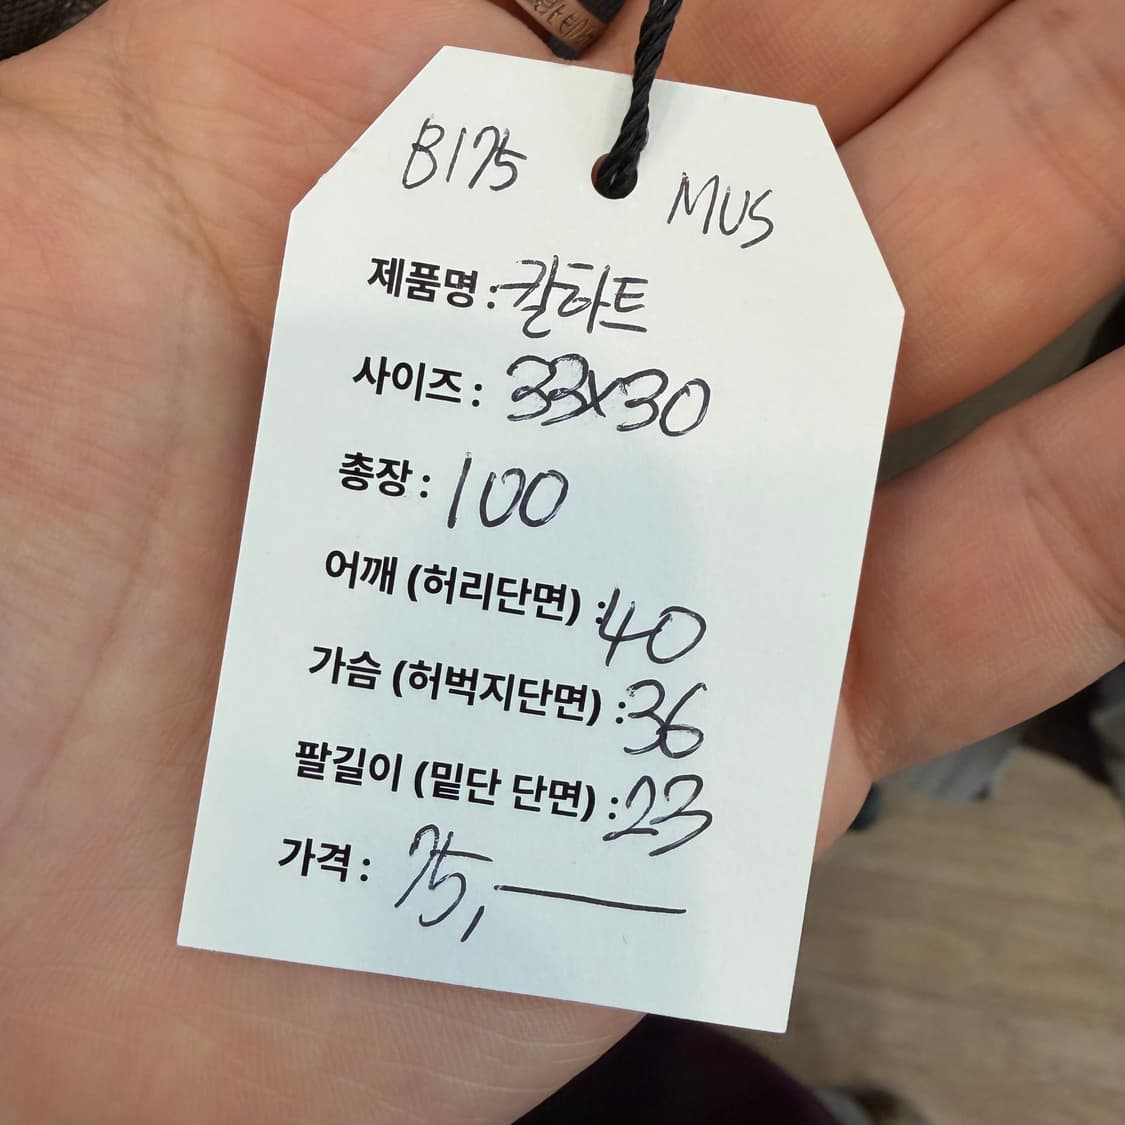 B175 MUS
제품명 : 칼하트
사이즈 : 33x30
총장 : 100
어깨 (허리단면) : 40
가슴 (허벅지단면) : 36
팔길이 (밑단 단면) : 23
가격 : 75,—